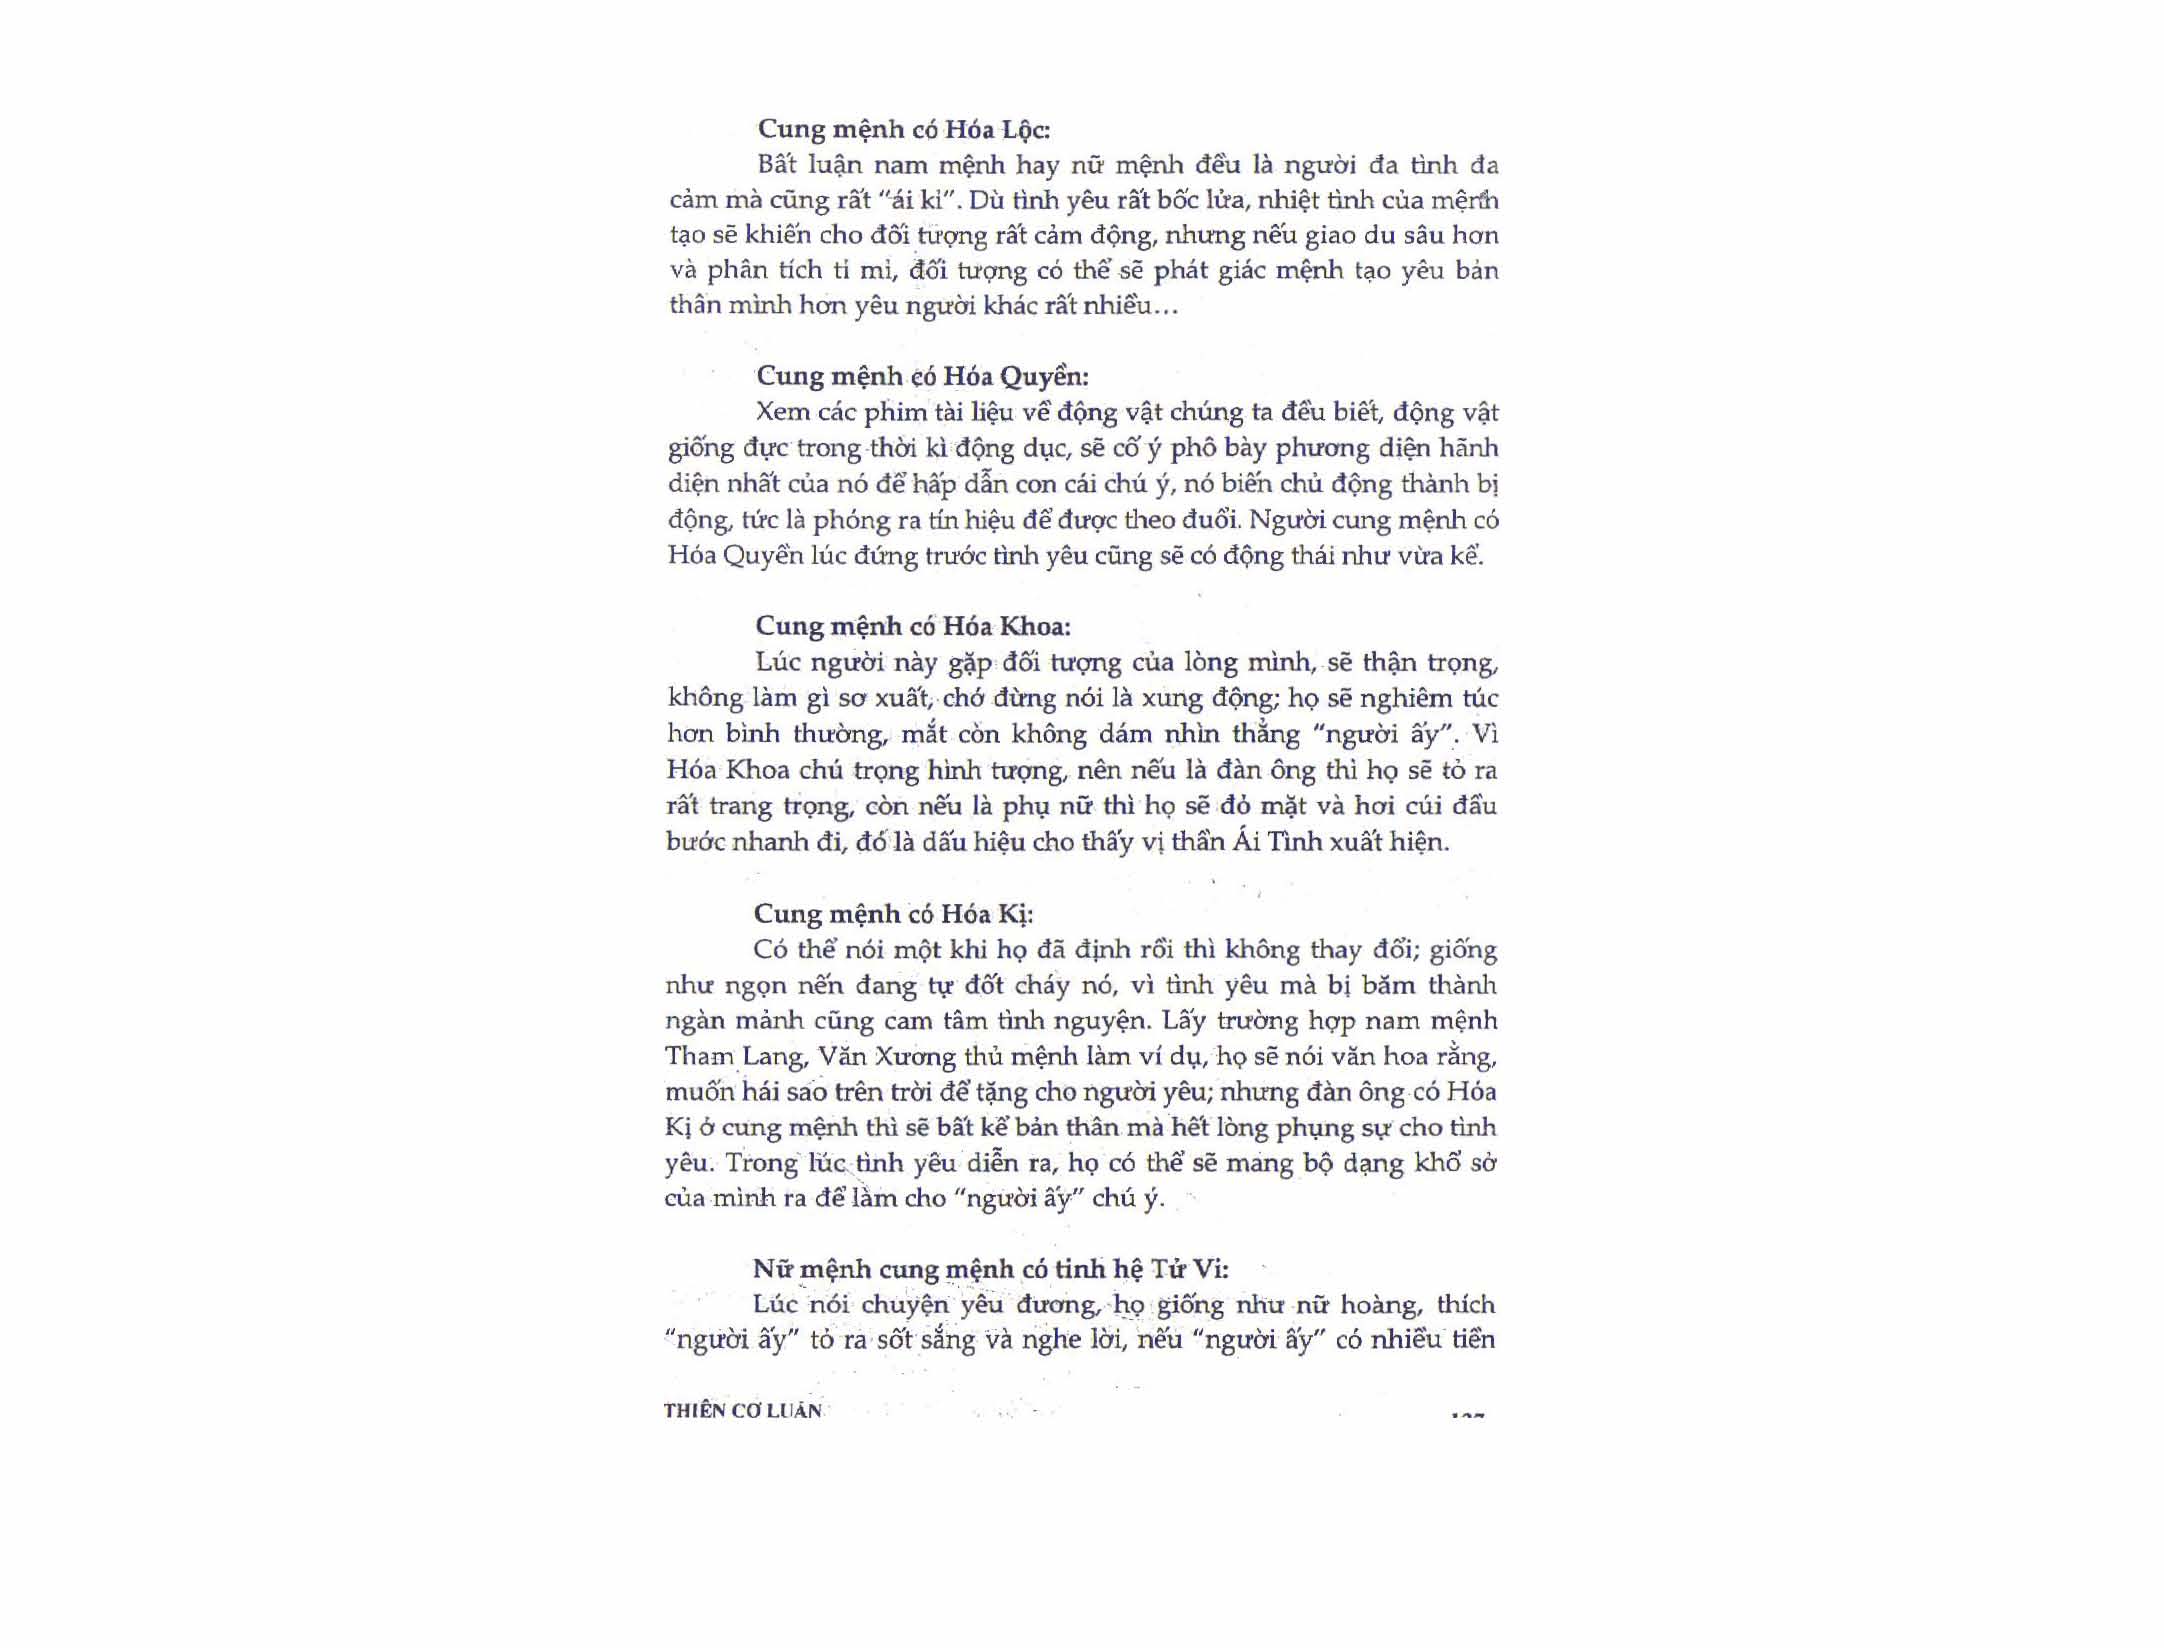 Cung mệnh có Hóa Lộc:
Bất luận nam mệnh hay nữ mệnh đều là người đa tình đa
cảm mà cũng rất "ái kỉ". Dù tình yêu rất bốc lửa, nhiệt tình của mệnh
tạo sẽ khiến cho đối tượng rất cảm động, nhưng nếu giao du sâu hơn
và phân tích tỉ mỉ, đối tượng có thể sẽ phát giác mệnh tạo yêu bản
thân mình hơn yêu người khác rất nhiều...
Cung mệnh có Hóa Quyền:
Xem các phim tài liệu về động vật chúng ta đều biết, động vật
giống đực trong thời kì động dục, sẽ cố ý phô bày phương diện hãnh
diện nhất của nó để hấp dẫn con cái chú ý, nó biến chủ động thành bị
động, tức là phóng ra tín hiệu để được theo đuổi. Người cung mệnh có
Hóa Quyền lúc đứng trước tình yêu cũng sẽ có động thái như vừa kể.
Cung mệnh có Hóa Khoa:
Lúc người này gặp đối tượng của lòng mình, sẽ thận trọng,
không làm gì sơ xuất, chớ đừng nói là xung động; họ sẽ nghiêm túc
hơn bình thường, mắt còn không dám nhìn thẳng "người ấy". Vì
Hóa Khoa chú trọng hình tượng, nên nếu là đàn ông thì họ sẽ tỏ ra
rất trang trọng, còn nếu là phụ nữ thì họ sẽ đỏ mặt và hơi cúi đầu
bước nhanh đi, đó là dấu hiệu cho thấy vị thần Ái Tình xuất hiện.
Cung mệnh có Hóa Kị:
Có thể nói một khi họ đã định rồi thì không thay đổi; giống
như ngọn nến đang tự đốt cháy nó, vì tình yêu mà bị băm thành
ngàn mảnh cũng cam tâm tình nguyện. Lấy trường hợp nam mệnh
Tham Lang, Văn Xương thủ mệnh làm ví dụ, họ sẽ nói văn hoa rằng,
muốn hái sao trên trời để tặng cho người yêu; nhưng đàn ông có Hóa
Kị ở cung mệnh thì sẽ bất kể bản thân mà hết lòng phụng sự cho tình
yêu. Trong lúc tình yêu diễn ra, họ có thể sẽ mang bộ dạng khổ sở
của mình ra để làm cho "người ấy" chú ý.
Nữ mệnh cung mệnh có tinh hệ Tử Vi:
Lúc nói chuyện yêu đương, họ giống như nữ hoàng, thích
"người ấy" tỏ ra sốt sắng và nghe lời, nếu "người ấy" có nhiều tiền
THIÊN CƠ LUẬN